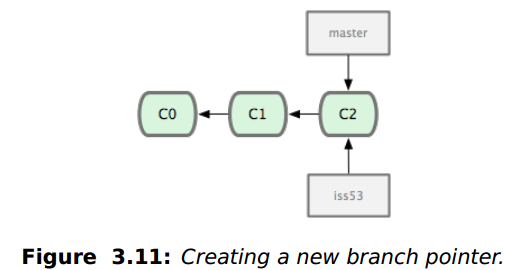 master
C0 C1 C2
iss53
Figure 3.11: Creating a new branch pointer.